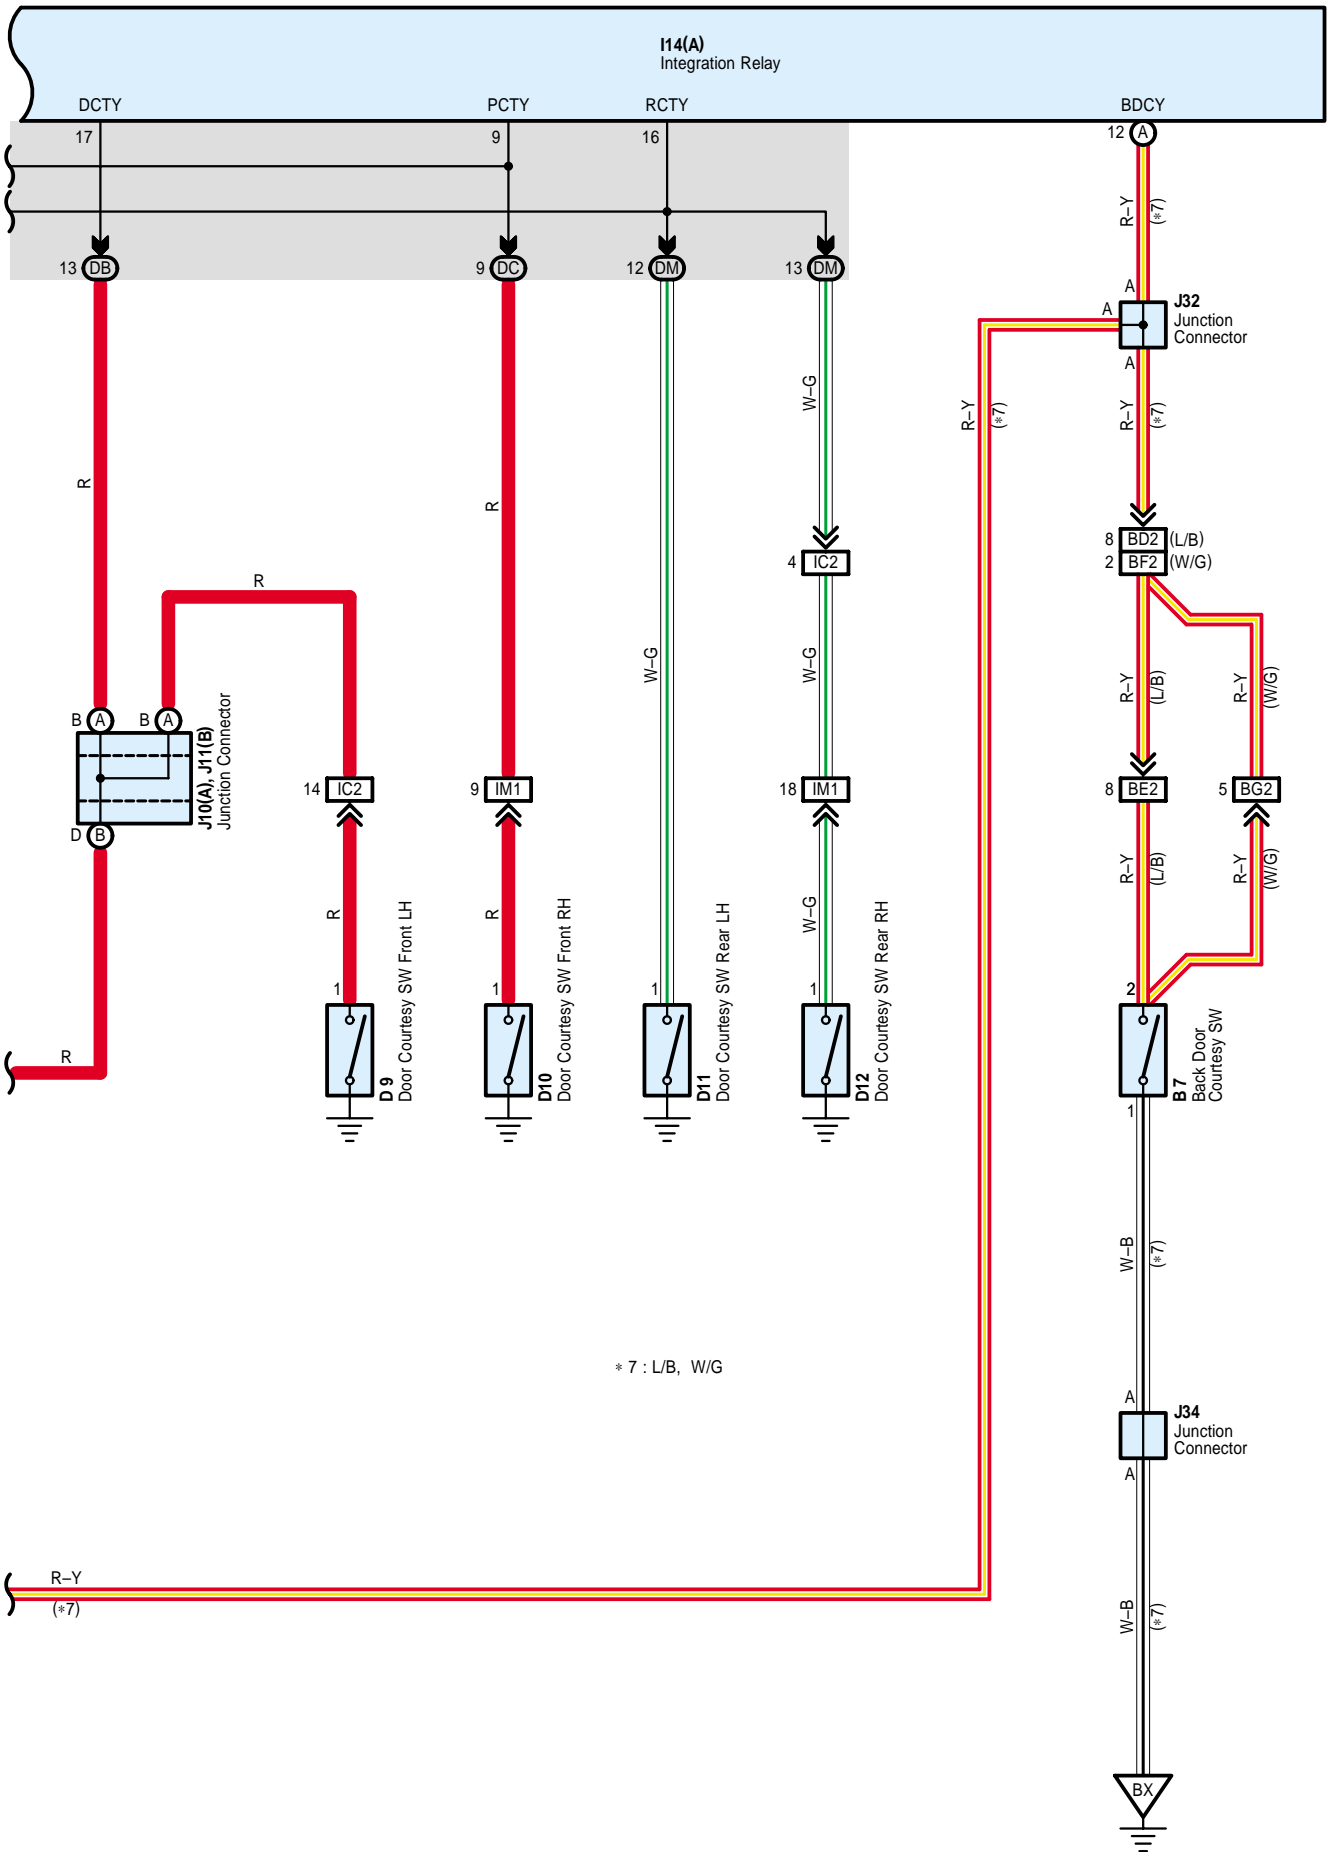 I14(A)
Integration Relay
DCTY
PCTY
RCTY
BDCY
17
9
16
12 A
R–Y
(∗7)
13 DB
9 DC
12 DM
13 DM
A
J32
Junction
Connector
A
A
R
R
W–G
R–Y
(∗7)
R–Y
(∗7)
8 BD2 (L/B)
2 BF2 (W/G)
4 IC2
R
W–G
W–G
R–Y
(L/B)
R–Y
(W/G)
B A
B A
J10(A), J11(B)
Junction Connector
D B
14 IC2
9 IM1
18 IM1
8 BE2
5 BG2
R
R
W–G
R–Y
(L/B)
R–Y
(W/G)
1
1
1
1
2
R
D 9
Door Courtesy SW Front LH
D10
Door Courtesy SW Front RH
D11
Door Courtesy SW Rear LH
D12
Door Courtesy SW Rear RH
B 7
Back Door
Courtesy SW
1
W–B
(∗7)
∗ 7 : L/B, W/G
A
J34
Junction
Connector
A
R–Y
(∗7)
W–B
(∗7)
BX